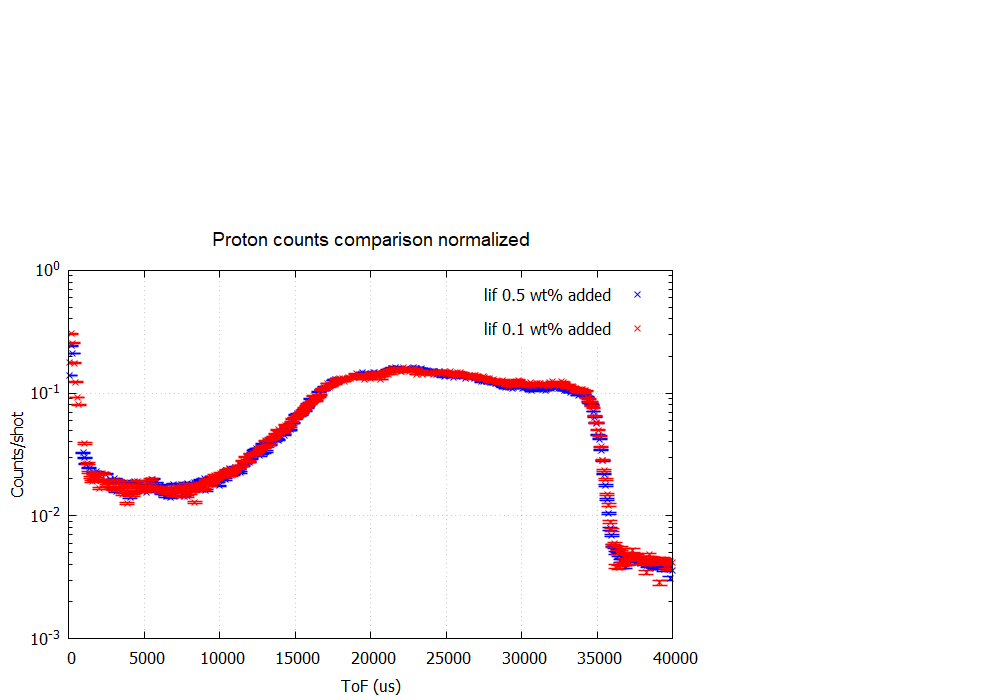 Proton counts comparison normalized
10^0
lif 0.5 wt% added
lif 0.1 wt% added
10^-1
Counts/shot
10^-2
10^-3
0 5000 10000 15000 20000 25000 30000 35000 40000
ToF (us)